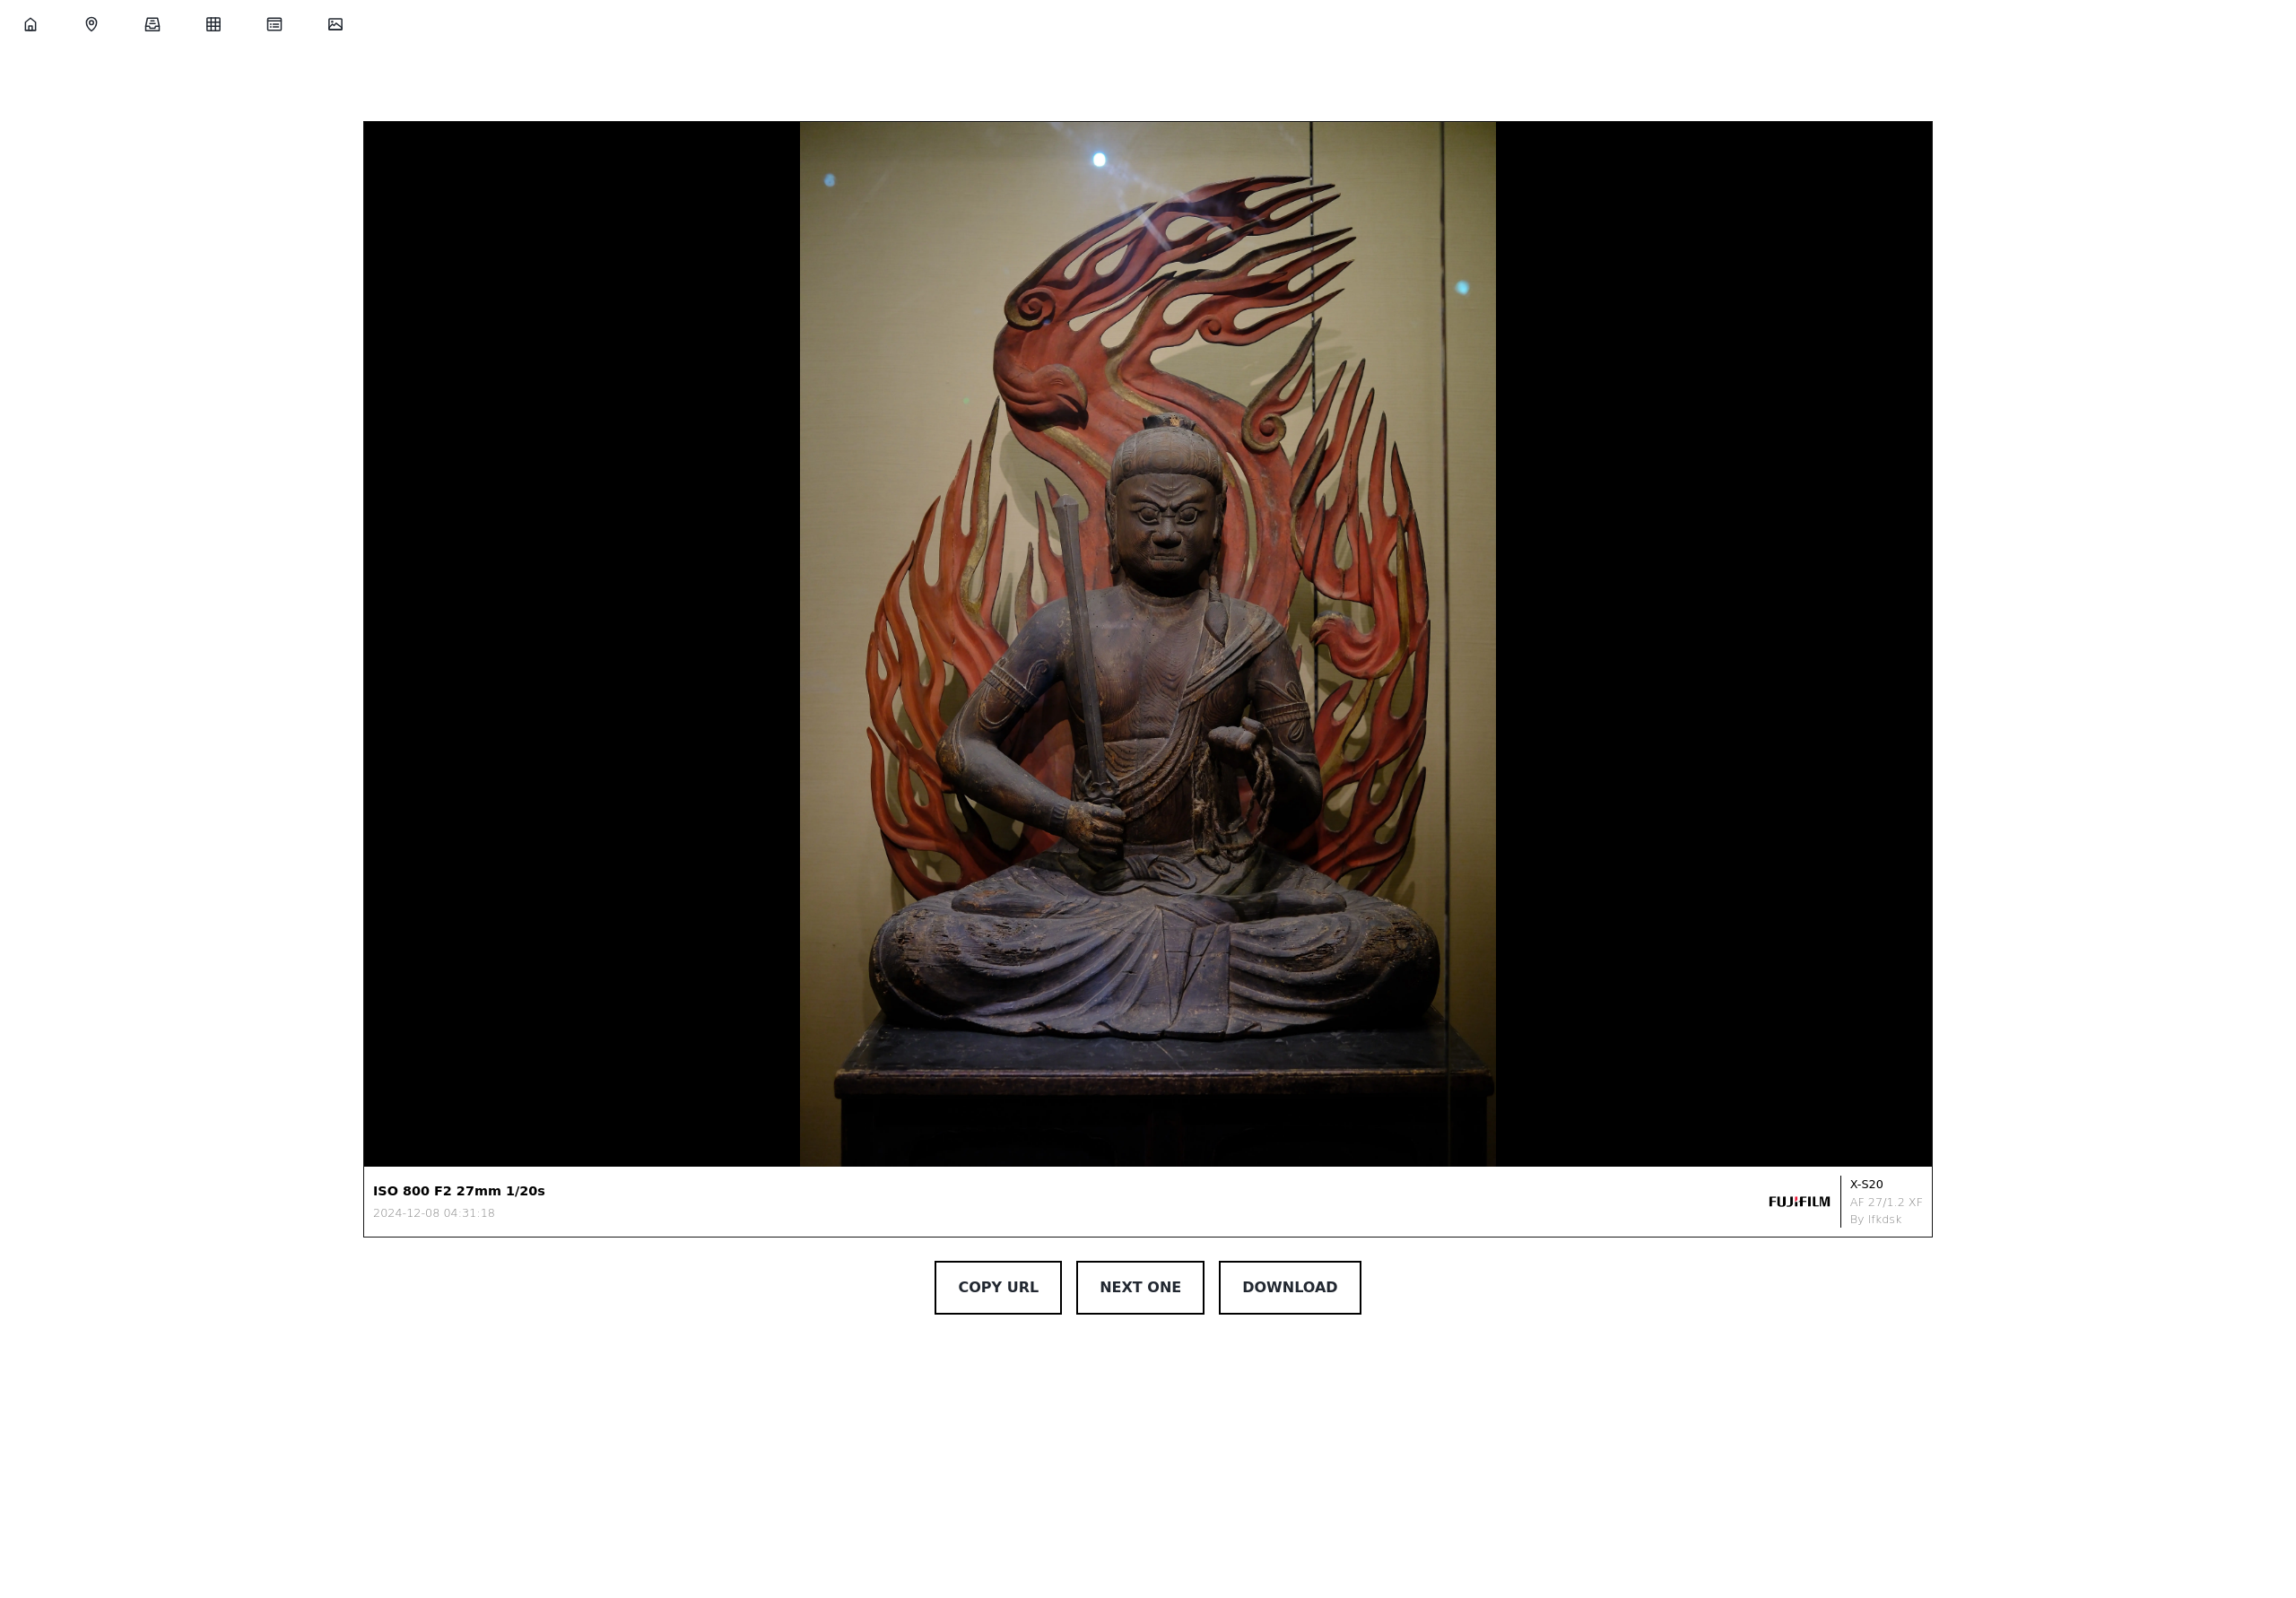 ISO 800 F2 27mm 1/20s
2024-12-08 04:31:18
FUJIFILM
X-S20
AF 27/1.2 XF
By lfkdsk
COPY URL
NEXT ONE
DOWNLOAD